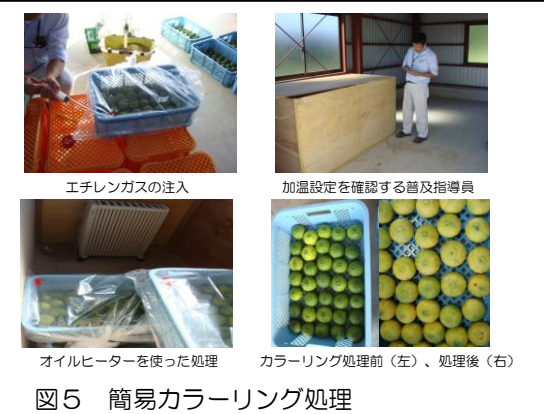 エチレンガスの注入
加温設定を確認する普及指導員
オイルヒーターを使った処理
カラーリング処理前（左）、処理後（右）
図５　簡易カラーリング処理